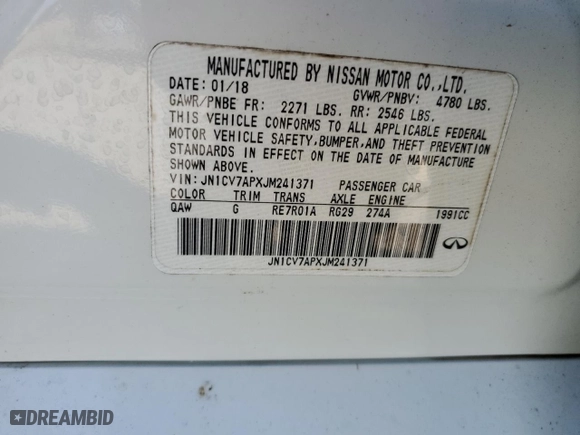 MANUFACTURED BY NISSAN MOTOR CO.,LTD.
DATE: 01/18 GVWR/PNBV: 4780 LBS.
GAWR/PNBE FR: 2271 LBS. RR: 2546 LBS.
THIS VEHICLE CONFORMS TO ALL APPLICABLE FEDERAL
MOTOR VEHICLE SAFETY, BUMPER, AND THEFT PREVENTION
STANDARDS IN EFFECT ON THE DATE OF MANUFACTURE
SHOWN ABOVE.
VIN: JN1CV7APXJM241371 PASSENGER CAR
COLOR TRIM TRANS AXLE ENGINE
QAW G RE7R01A RG29 274A 1991CC
JN1CV7APXJM241371
DREAMBID